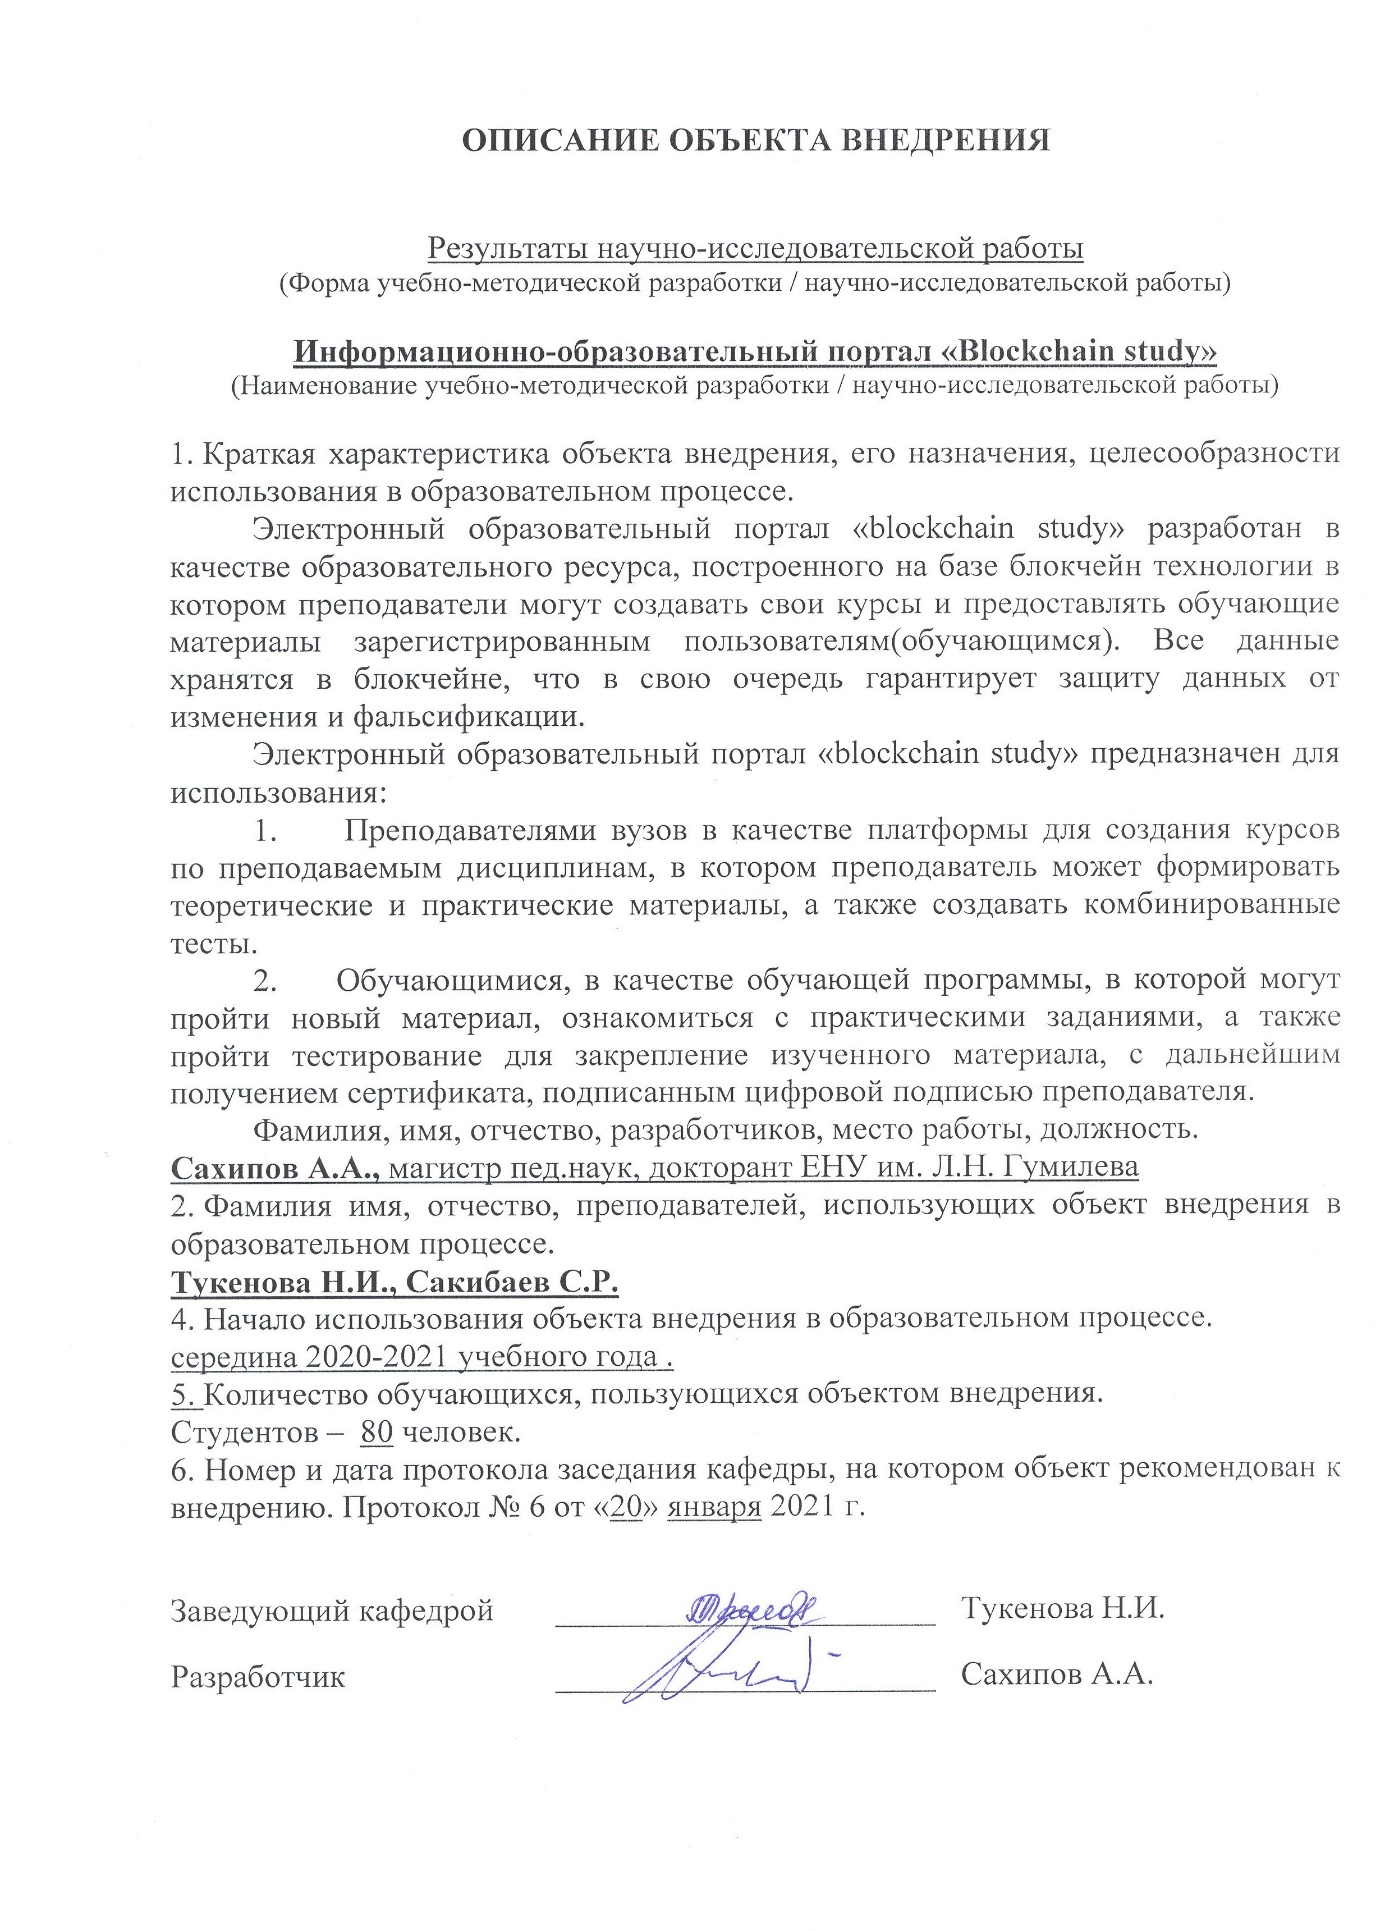 ОПИСАНИЕ ОБЪЕКТА ВНЕДРЕНИЯ
Результаты научно-исследовательской работы
(Форма учебно-методической разработки / научно-исследовательской работы)
Информационно-образовательный портал «Blockchain study»
(Наименование учебно-методической разработки / научно-исследовательской работы)
1. Краткая характеристика объекта внедрения, его назначения, целесообразности
использования в образовательном процессе.
Электронный образовательный портал «blockchain study» разработан в
качестве образовательного ресурса, построенного на базе блокчейн технологии в
котором преподаватели могут создавать свои курсы и предоставлять обучающие
материалы зарегистрированным пользователям(обучающимся). Все данные
хранятся в блокчейне, что в свою очередь гарантирует защиту данных от
изменения и фальсификации.
Электронный образовательный портал «blockchain study» предназначен для
использования:
1. Преподавателями вузов в качестве платформы для создания курсов
по преподаваемым дисциплинам, в котором преподаватель может формировать
теоретические и практические материалы, а также создавать комбинированные
тесты.
2. Обучающимися, в качестве обучающей программы, в которой могут
пройти новый материал, ознакомиться с практическими заданиями, а также
пройти тестирование для закрепление изученного материала, с дальнейшим
получением сертификата, подписанным цифровой подписью преподавателя.
Фамилия, имя, отчество, разработчиков, место работы, должность.
Сахипов А.А., магистр пед.наук, докторант ЕНУ им. Л.Н. Гумилева
2. Фамилия имя, отчество, преподавателей, использующих объект внедрения в
образовательном процессе.
Тукенова Н.И., Сакибаев С.Р.
4. Начало использования объекта внедрения в образовательном процессе.
середина 2020-2021 учебного года .
5. Количество обучающихся, пользующихся объектом внедрения.
Студентов – 80 человек.
6. Номер и дата протокола заседания кафедры, на котором объект рекомендован к
внедрению. Протокол № 6 от «20» января 2021 г.
Заведующий кафедрой Тукенова Н.И.
Разработчик Сахипов А.А.